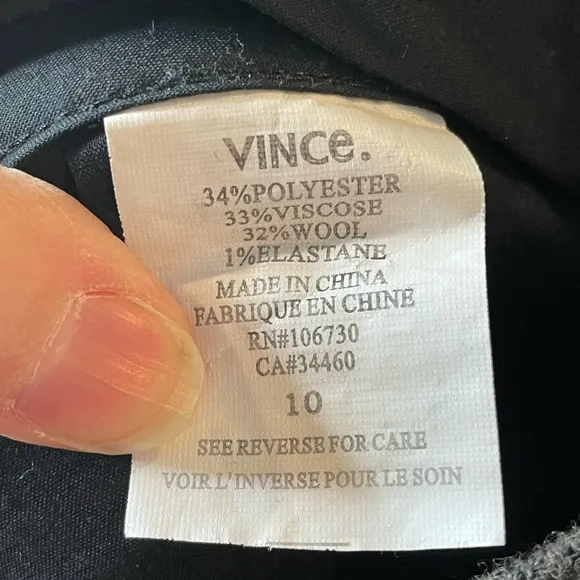 VINCe.
34%POLYESTER
33%VISCOSE
32%WOOL
1%ELASTANE
MADE IN CHINA
FABRIQUE EN CHINE
RN#106730
CA#34460
10
SEE REVERSE FOR CARE
VOIR L'INVERSE POUR LE SOIN